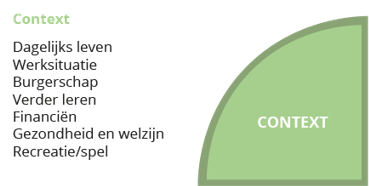 Context
Dagelijks leven
Werksituatie
Burgerschap
Verder leren
Financiën
Gezondheid en welzijn
Recreatie/spel
CONTEXT